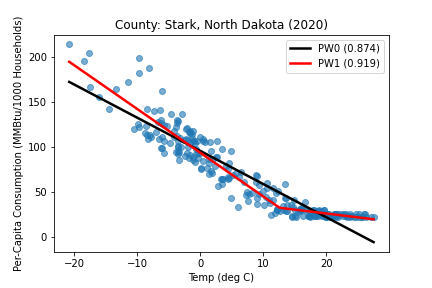 County: Stark, North Dakota (2020)
PW0 (0.874)
PW1 (0.919)
Per-Capita Consumption (MMBtu/1000 Households)
200
150
100
50
0
−20
−10
0
10
20
Temp (deg C)